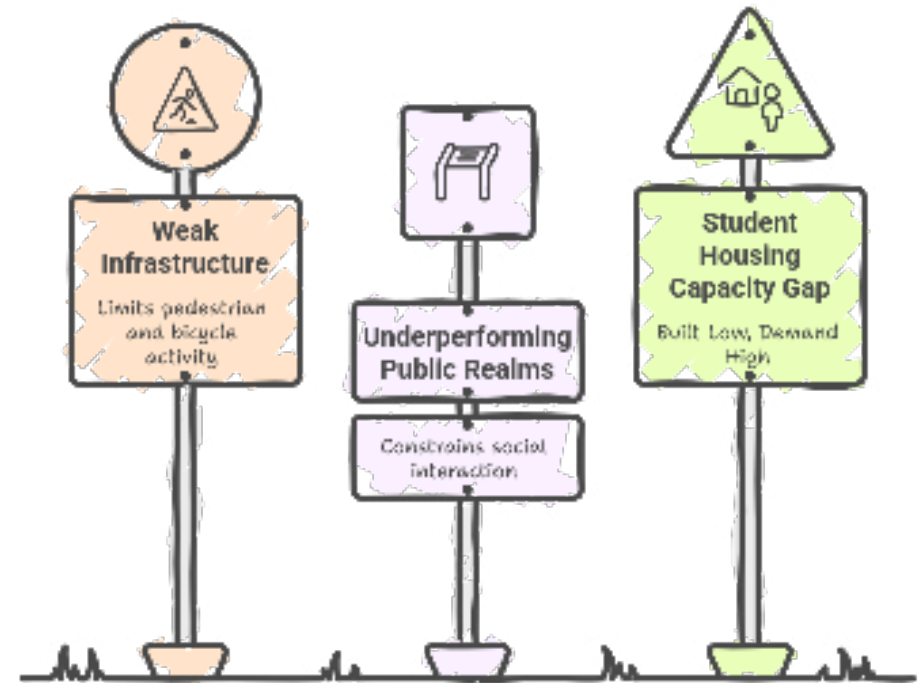 Weak
Infrastructure
Limits pedestrian
and bicycle
activity
Underperforming
Public Realms
Constrains social
interaction
Student
Housing
Capacity Gap
Built Low, Demand
High